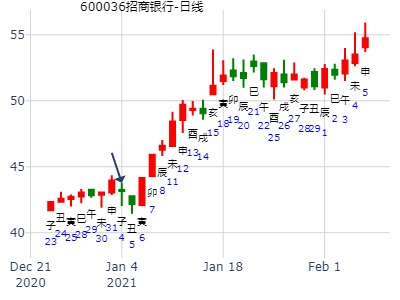 600036招商银行-日线
55
50
45
40
子 丑 寅 巳 午 未 申 子 丑 寅 卯 辰 未 申 酉 戌 亥 寅 卯 辰 巳 午 酉 戌 亥 子 丑 辰 巳 午 未 申
23 24 25 28 29 30 31 4 5 6 7 8 11 12 13 14 15 18 19 20 21 22 25 26 27 28 29 1 2 3 4 5
Dec 21 Jan 4 Jan 18 Feb 1
2020 2021